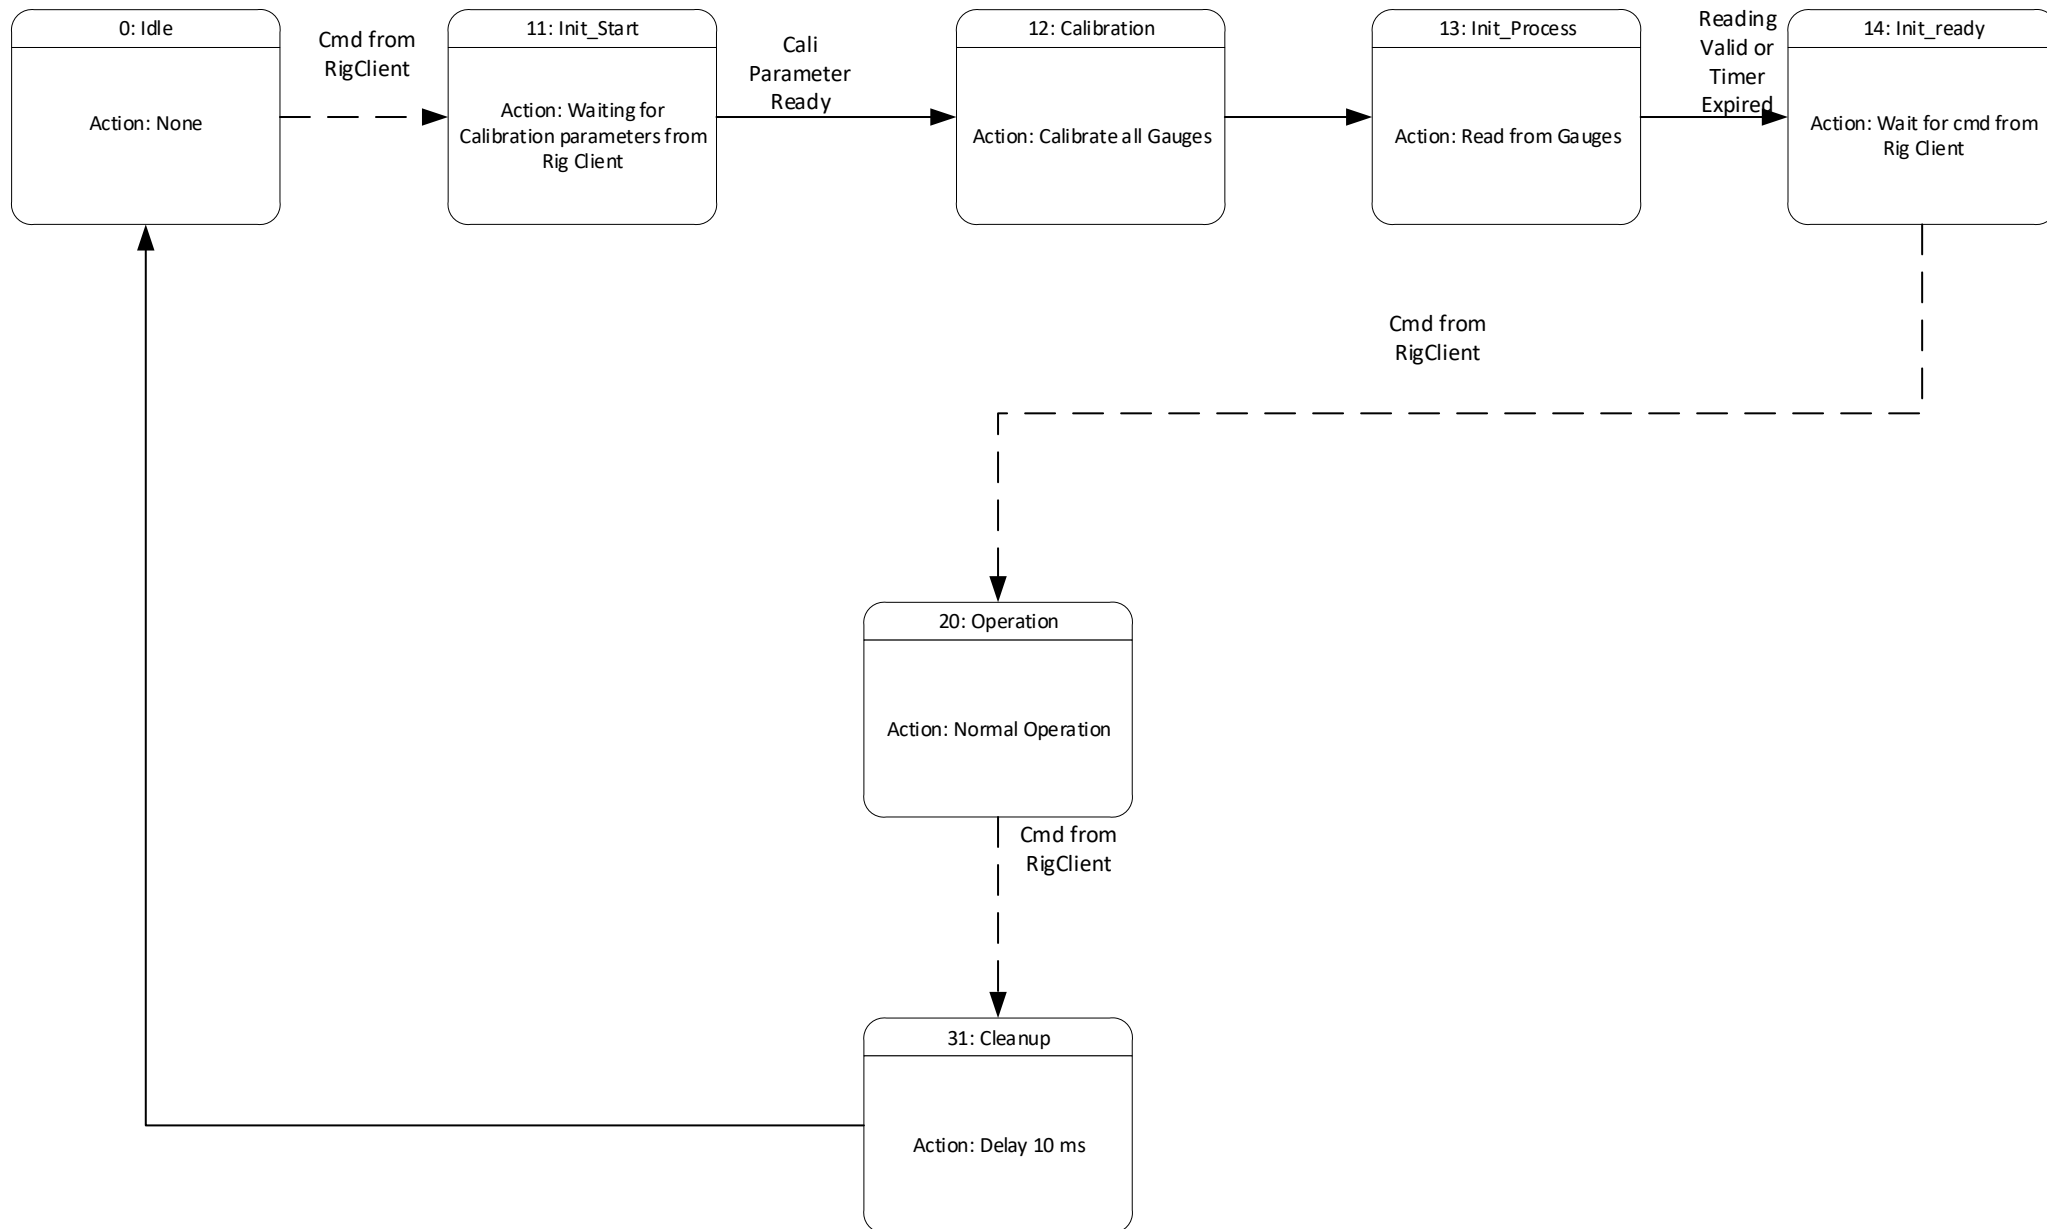 0: Idle
Action: None
Cmd from
RigClient
11: Init_Start
Action: Waiting for
Calibration parameters from
Rig Client
Cali
Parameter
Ready
12: Calibration
Action: Calibrate all Gauges
13: Init_Process
Action: Read from Gauges
Reading
Valid or
Timer
Expired
14: Init_ready
Action: Wait for cmd from
Rig Client
Cmd from
RigClient
20: Operation
Action: Normal Operation
Cmd from
RigClient
31: Cleanup
Action: Delay 10 ms